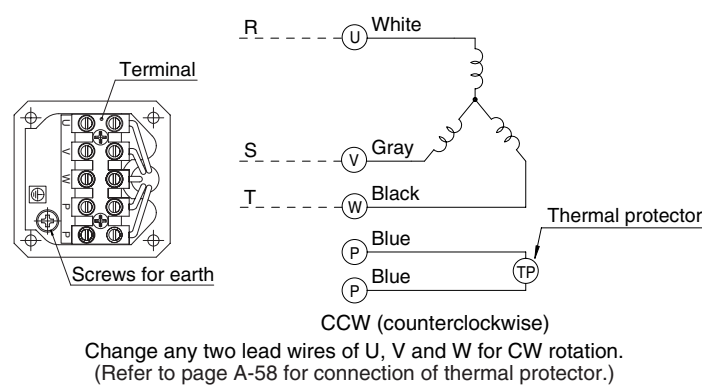 R
U
White
Terminal
U
V
W
P
P
S
V
Gray
T
W
Black
Thermal protector
P
Blue
TP
P
Blue
Screws for earth
CCW (counterclockwise)
Change any two lead wires of U, V and W for CW rotation.
(Refer to page A-58 for connection of thermal protector.)